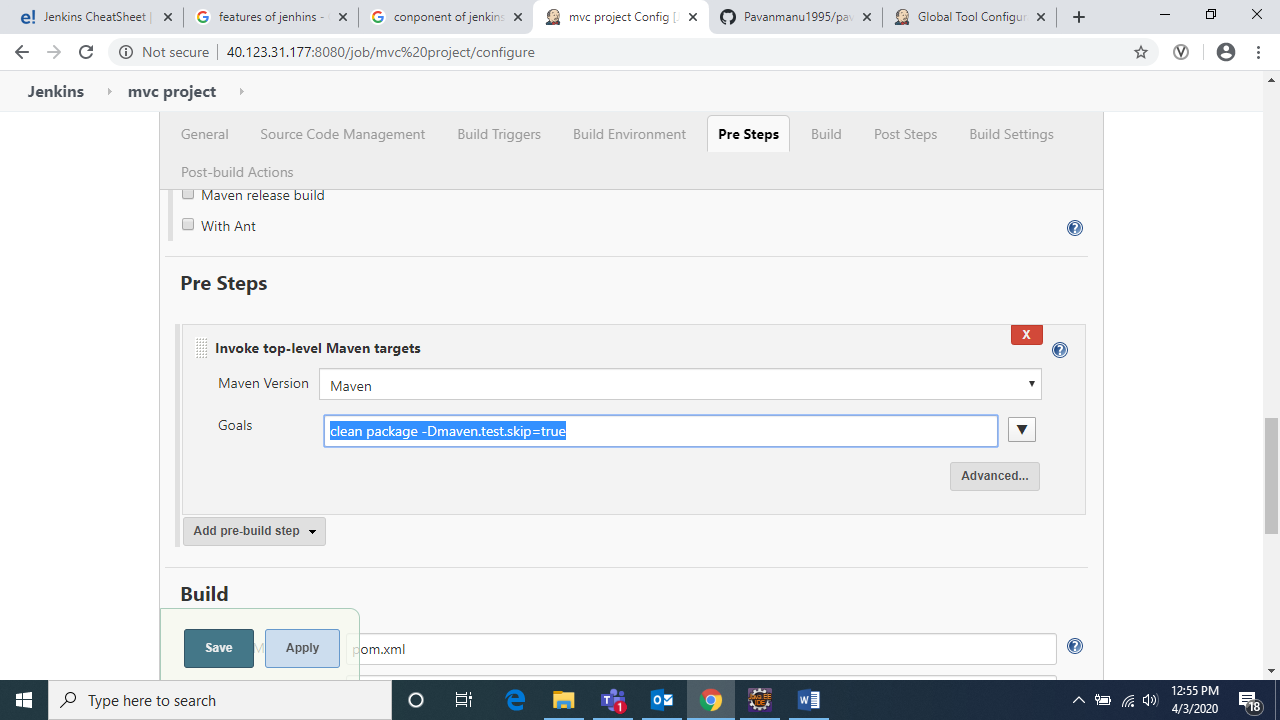 Jenkins CheatSheet |
features of jenhins -
conponent of jenkins
mvc project Config [J
Pavanmanu1995/pav
Global Tool Configur
Not secure | 40.123.31.177:8080/job/mvc%20project/configure
Jenkins mvc project
General Source Code Management Build Triggers Build Environment Pre Steps Build Post Steps Build Settings
Post-build Actions
Maven release build
With Ant
Pre Steps
X
Invoke top-level Maven targets
Maven Version Maven
Goals clean package -Dmaven.test.skip=true
Advanced...
Add pre-build step
Build
Save Apply pom.xml
Type here to search
12:55 PM
4/3/2020
1
18